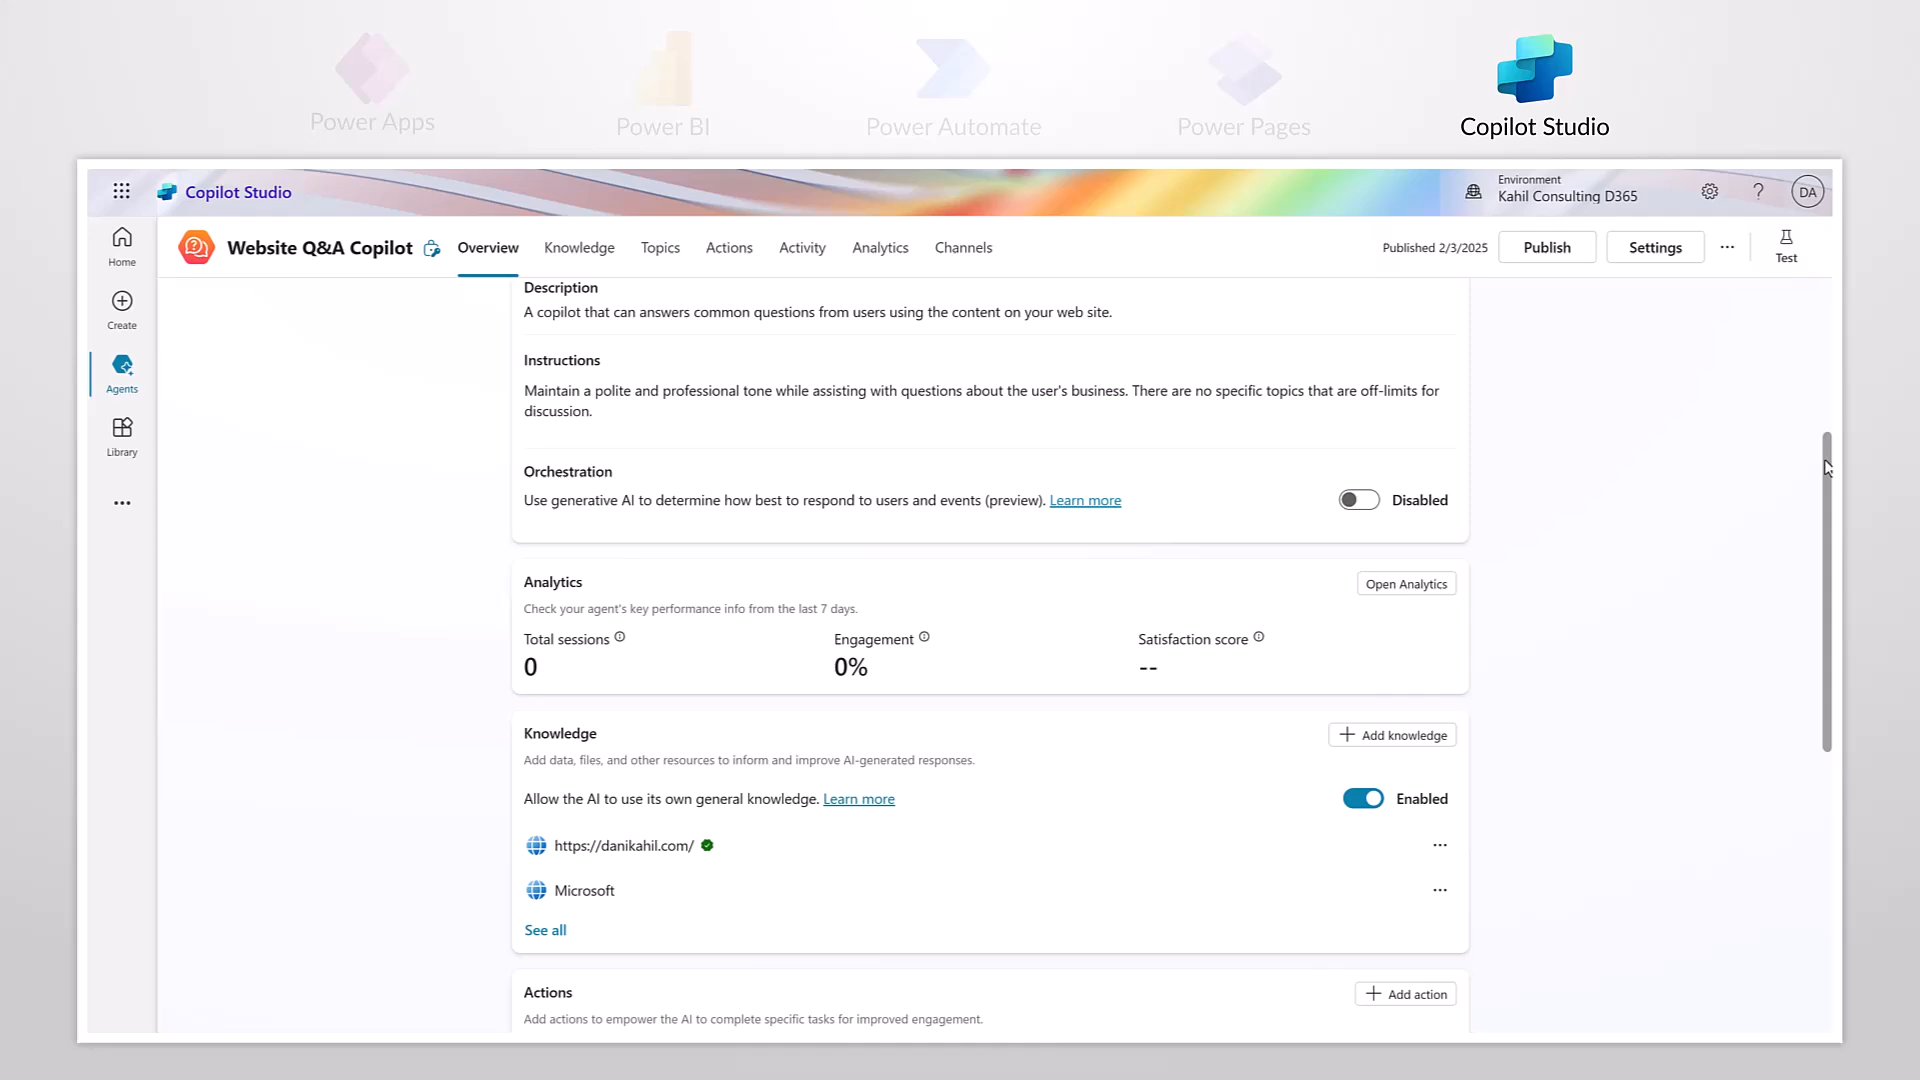 Power Apps
Power BI
Power Automate
Power Pages
Copilot Studio
Copilot Studio
Environment
Kahil Consulting D365
?
DA
Home
Create
Agents
Library
Website Q&A Copilot
Overview
Knowledge
Topics
Actions
Activity
Analytics
Channels
Published 2/3/2025
Publish
Settings
Test
Description
A copilot that can answers common questions from users using the content on your web site.
Instructions
Maintain a polite and professional tone while assisting with questions about the user's business. There are no specific topics that are off-limits for
discussion.
Orchestration
Use generative AI to determine how best to respond to users and events (preview). Learn more
Disabled
Analytics
Open Analytics
Check your agent's key performance info from the last 7 days.
Total sessions
Engagement
Satisfaction score
0
0%
--
Knowledge
Add knowledge
Add data, files, and other resources to inform and improve AI-generated responses.
Allow the AI to use its own general knowledge. Learn more
Enabled
https://danikahil.com/
Microsoft
See all
Actions
Add action
Add actions to empower the AI to complete specific tasks for improved engagement.